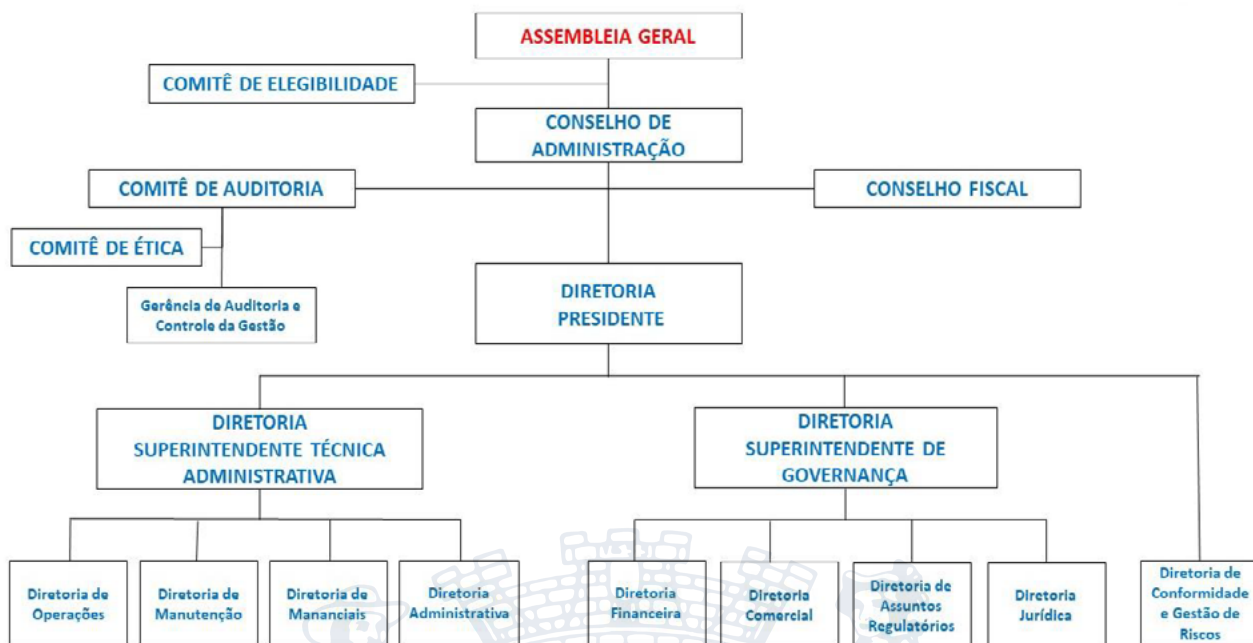 ASSEMBLEIA GERAL
COMITÊ DE ELEGIBILIDADE
CONSELHO DE
ADMINISTRAÇÃO
COMITÊ DE AUDITORIA
CONSELHO FISCAL
COMITÊ DE ÉTICA
Gerência de Auditoria e
Controle da Gestão
DIRETORIA
PRESIDENTE
DIRETORIA
SUPERINTENDENTE TÉCNICA
ADMINISTRATIVA
DIRETORIA
SUPERINTENDENTE DE
GOVERNANÇA
Diretoria de
Operações
Diretoria de
Manutenção
Diretoria de
Mananciais
Diretoria
Administrativa
Diretoria
Financeira
Diretoria
Comercial
Diretoria de
Assuntos
Regulatórios
Diretoria
Jurídica
Diretoria de
Conformidade
e Gestão de
Riscos